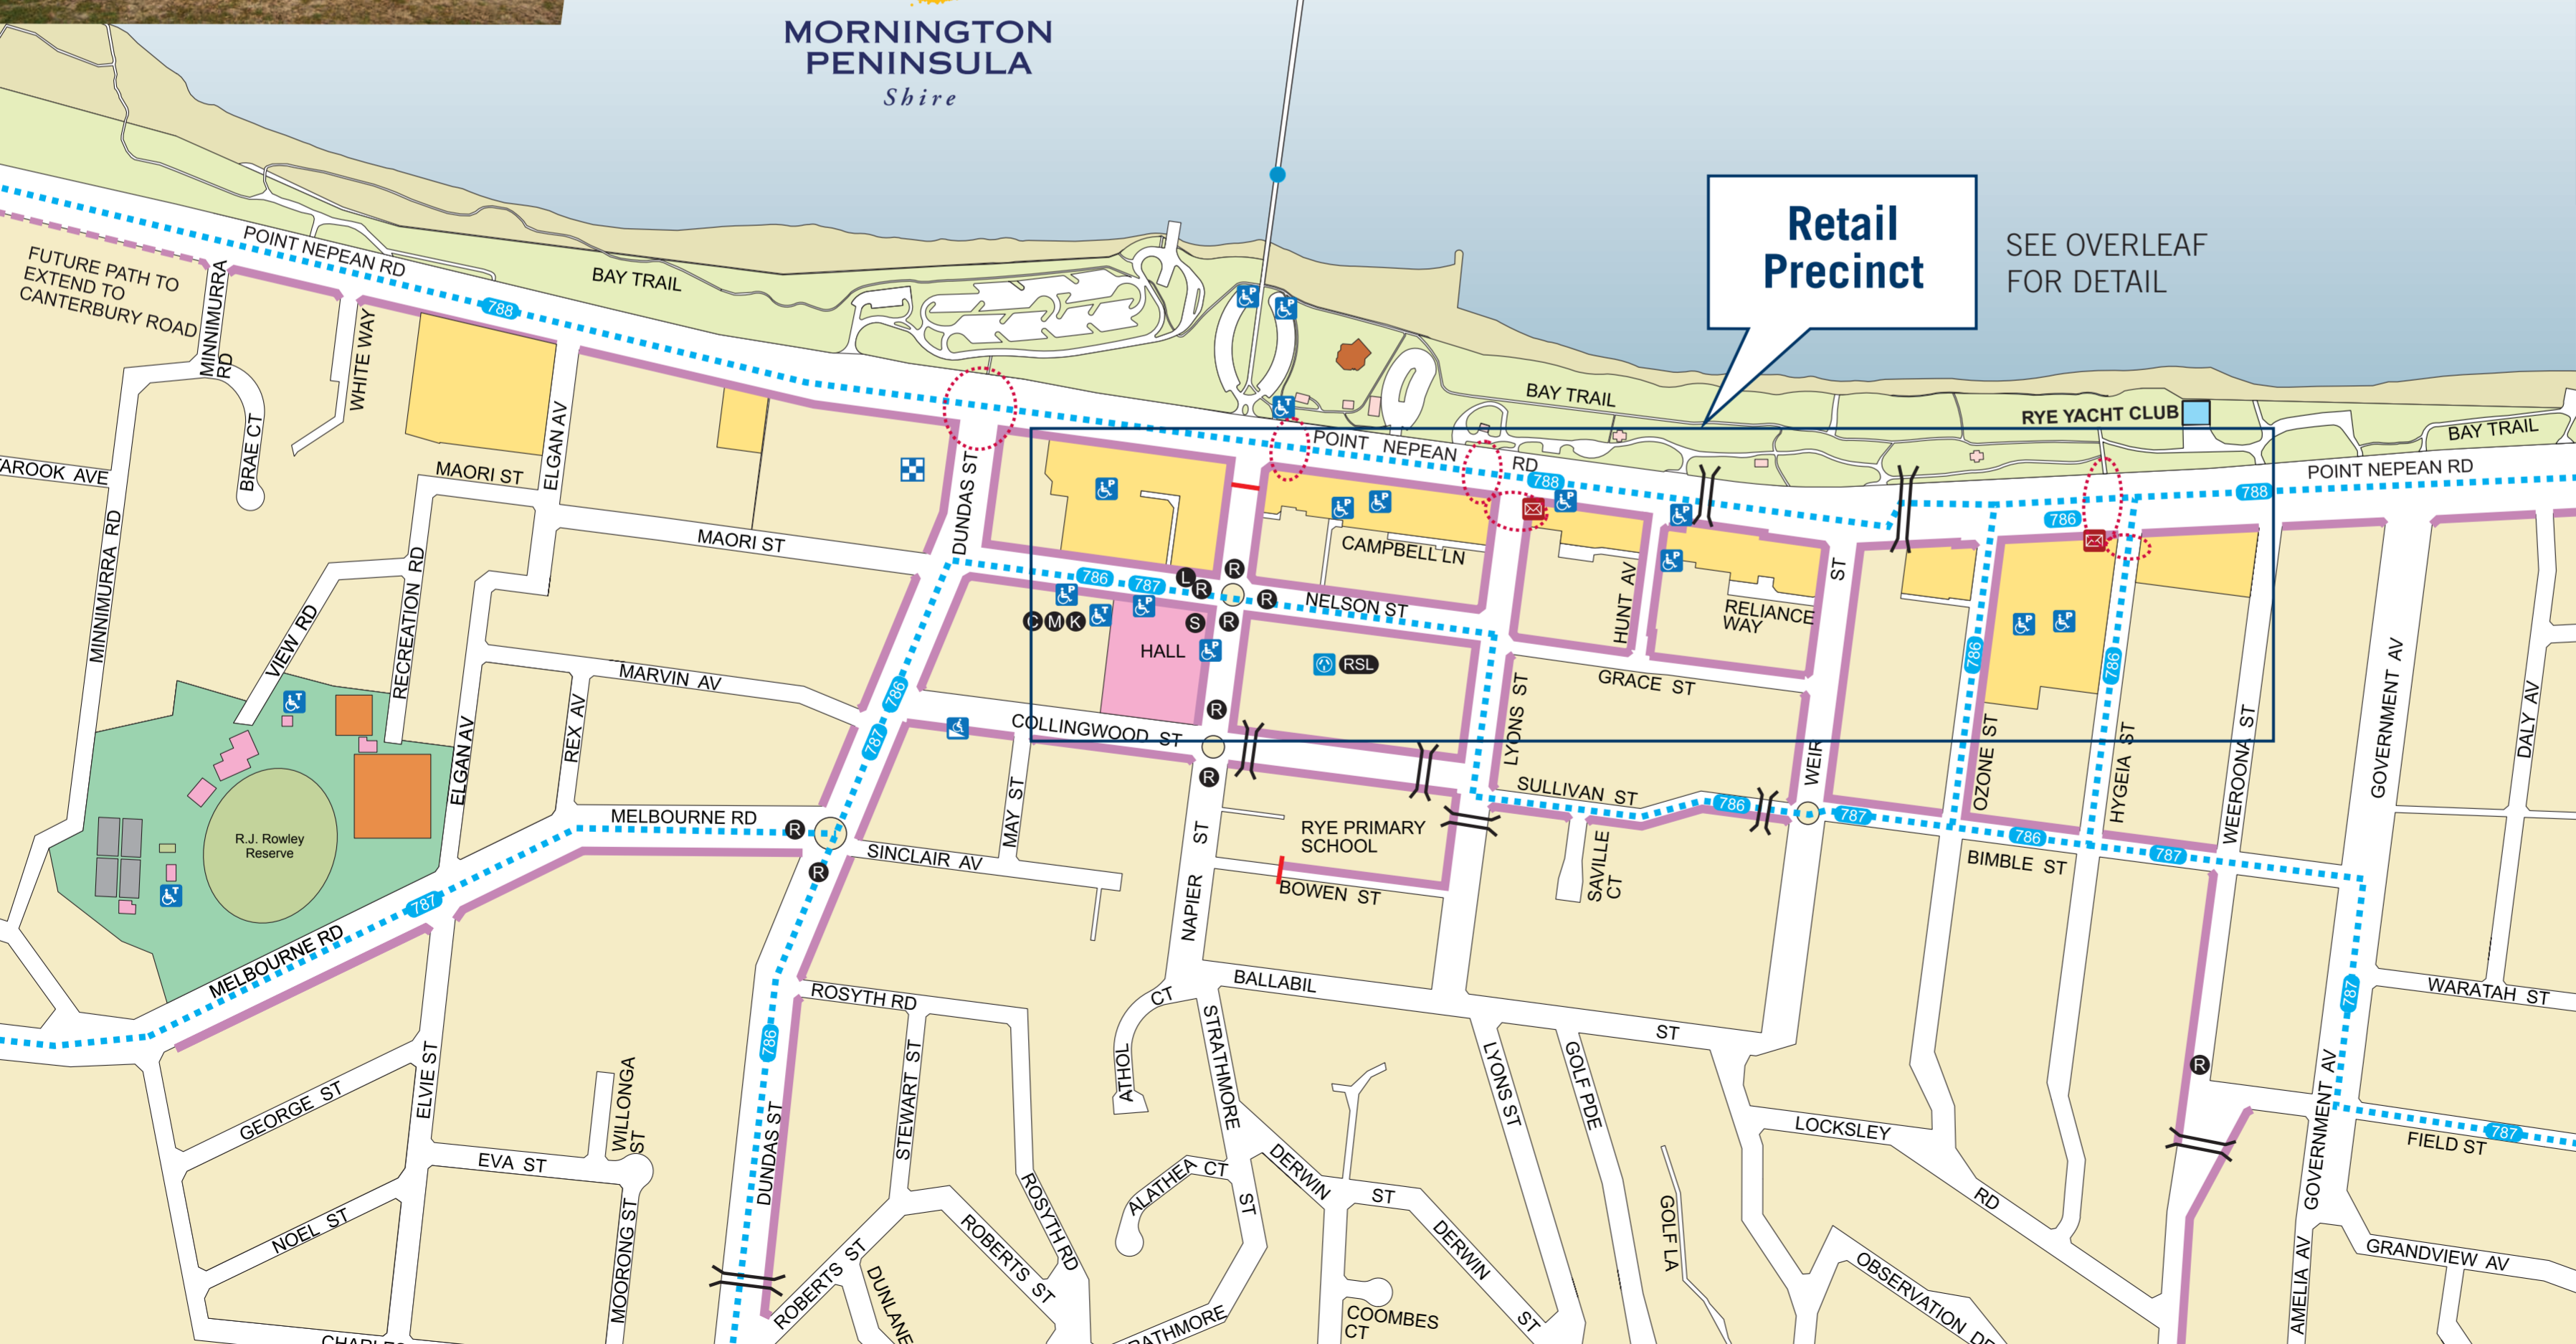 MORNINGTON
PENINSULA
Shire
Retail
Precinct
SEE OVERLEAF
FOR DETAIL
POINT NEPEAN RD
FUTURE PATH TO
EXTEND TO
CANTERBURY ROAD
MINNIMURRA
RD
WHITE WAY
788
BAY TRAIL
BAY TRAIL
RYE YACHT CLUB
BAY TRAIL
POINT NEPEAN
RD
788
POINT NEPEAN RD
788
786
BRAE CT
ELGAN AV
MAORI ST
MAORI ST
DUNDAS ST
P
P
T
P
P
P
P
P
P
CAMPBELL LN
NELSON ST
HUNT AV
RELIANCE
WAY
ST
786
787
L
R
R
R
P
T
P
C
M
K
S
R
HALL
P
RSL
GRACE ST
786
P
P
786
MINNIMURRA RD
VIEW RD
RECREATION RD
MARVIN AV
786
787
T
REX AV
ELGAN AV
COLLINGWOOD ST
R
LYONS ST
WEIR
OZONE ST
HYGEIA ST
WEEROONA ST
GOVERNMENT AV
DALY AV
R.J. Rowley
Reserve
MELBOURNE RD
R
R
MAY ST
SINCLAIR AV
R
NAPIER
ST
RYE PRIMARY
SCHOOL
BOWEN ST
SULLIVAN ST
786
787
SAVILLE
CT
BIMBLE ST
786
787
T
787
MELBOURNE RD
ROSYTH RD
CT
ATHOL
BALLABIL
ST
787
WARATAH ST
786
DUNDAS ST
STEWART ST
STRATHMORE
ST
LYONS ST
GOLF PDE
R
GOVERNMENT AV
787
FIELD ST
LOCKSLEY
RD
GEORGE ST
ELVIE ST
WILLONGA
ST
EVA ST
NOEL ST
MOORONG ST
ALATHEA CT
DERWIN
ST
DERWIN
ST
GOLF LA
ROSYTH RD
ROBERTS ST
ROBERTS ST
OBSERVATION
GRANDVIEW AV
AMELIA AV
COOMBES
CT